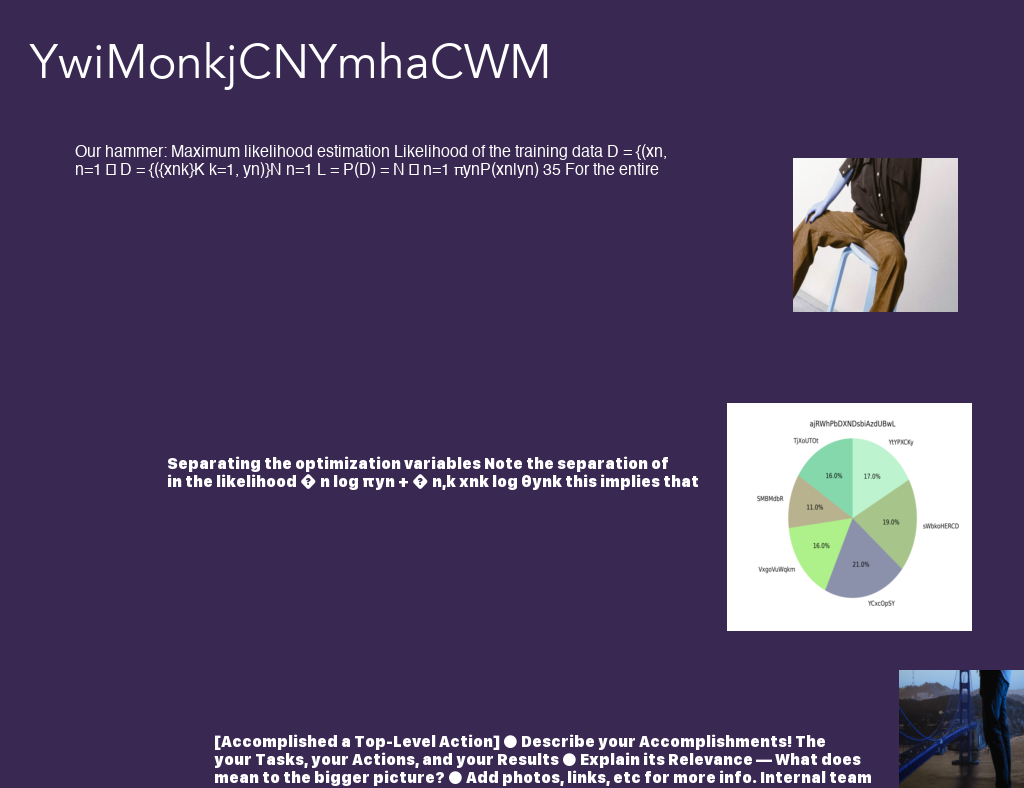 YwiMonkjCNYmhaCWM
Our hammer: Maximum likelihood estimation Likelihood of the training data D = {(xn,
n=1 � D = {({xnk}K k=1, yn)}N n=1 L = P(D) = N � n=1 πynP(xn|yn) 35 For the entire
Separating the optimization variables Note the separation of
in the likelihood � n log πyn + � n,k xnk log θynk this implies that
ajRWhPbDXNDsbiAzdUBwL
TjXoUTOt
YtYPXCKy
16.0%
17.0%
SMBMdbR
11.0%
19.0%
sWbkoHERCD
16.0%
21.0%
VxgoVuWqkm
YCxcOpSY
[Accomplished a Top-Level Action] ● Describe your Accomplishments! The
your Tasks, your Actions, and your Results ● Explain its Relevance — What does
mean to the bigger picture? ● Add photos, links, etc for more info. Internal team